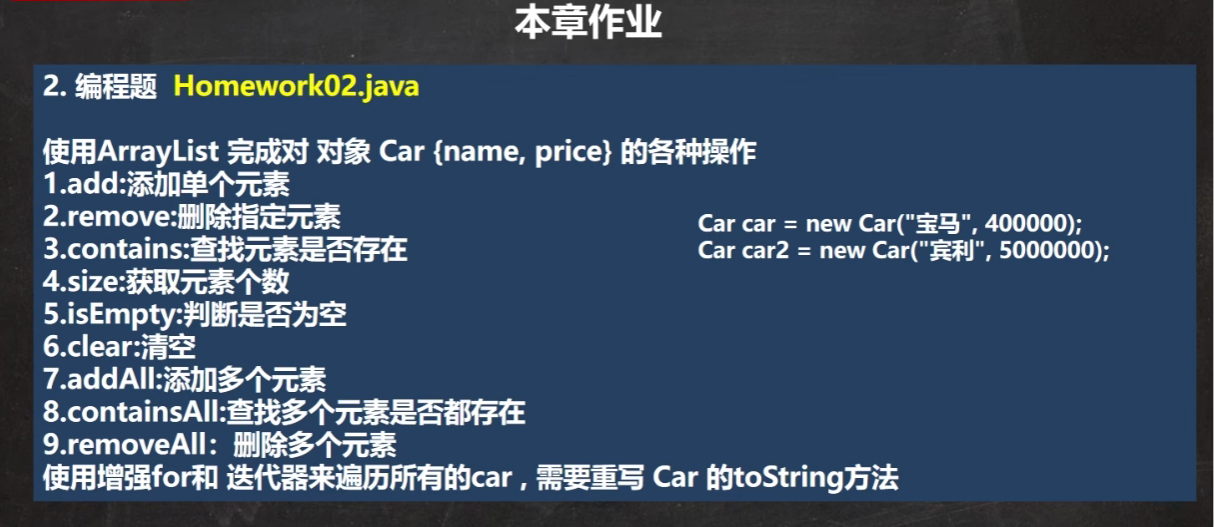 本章作业
2. 编程题 Homework02.java
使用ArrayList 完成对 对象 Car {name, price} 的各种操作
1.add:添加单个元素
2.remove:删除指定元素
3.contains:查找元素是否存在
4.size:获取元素个数
5.isEmpty:判断是否为空
6.clear:清空
7.addAll:添加多个元素
8.containsAll:查找多个元素是否都存在
9.removeAll：删除多个元素
使用增强for和 迭代器来遍历所有的car , 需要重写 Car 的toString方法
Car car = new Car("宝马", 400000);
Car car2 = new Car("宾利", 5000000);